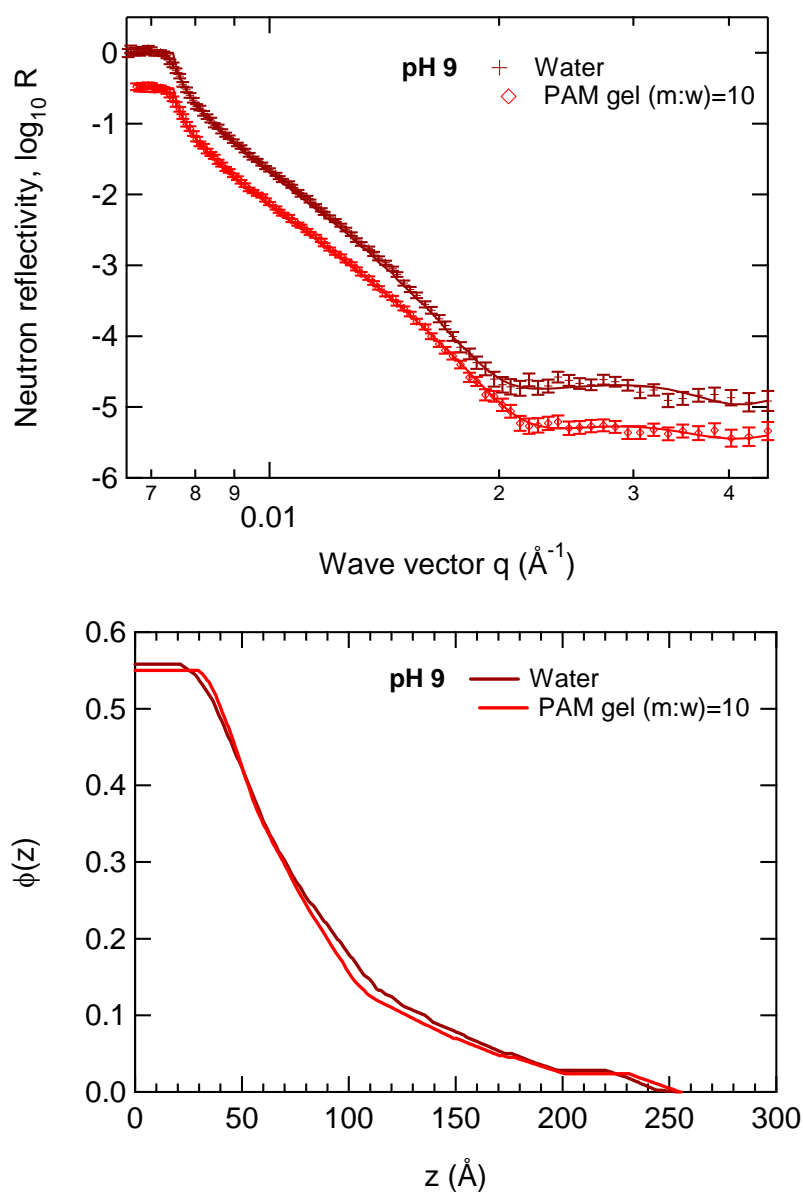 Neutron reflectivity, log10 R
0
-1
-2
-3
-4
-5
-6
pH 9
Water
PAM gel (m:w)=10
7 8 9 2 3 4
0.01
Wave vector q (Å-1)
ϕ(z)
0.6
0.5
0.4
0.3
0.2
0.1
0.0
pH 9
Water
PAM gel (m:w)=10
0 50 100 150 200 250 300
z (Å)